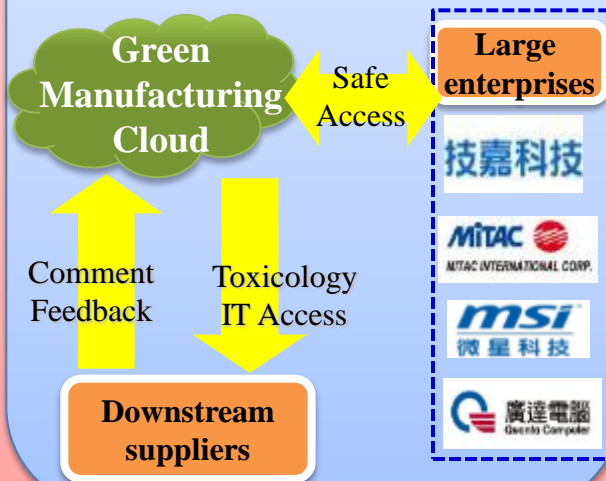 Green
Manufacturing
Cloud
Safe
Access
Large
enterprises
技嘉科技
MiTAC
MITAC INTERNATIONAL CORP.
msi
微星科技
廣達電腦
Quanta Computer
Comment
Feedback
Toxicology
IT Access
Downstream
suppliers